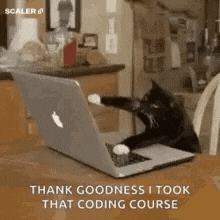 SCALER
THANK GOODNESS I TOOK
THAT CODING COURSE